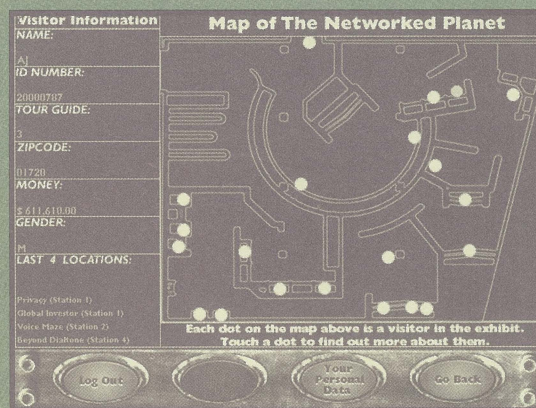 Visitor Information
Map of The Networked Planet
NAME:
AJ
ID NUMBER:
20000787
TOUR GUIDE:
3
ZIPCODE:
01720
MONEY:
$ 611,610.00
GENDER:
M
LAST 4 LOCATIONS:
Privacy (Station 1)
Global Investor (Station 1)
Voice Maze (Station 2)
Beyond Dialtone (Station 4)
Each dot on the map above is a visitor in the exhibit.
Touch a dot to find out more about them.
Log Out
Your
Personal
Data
Go Back